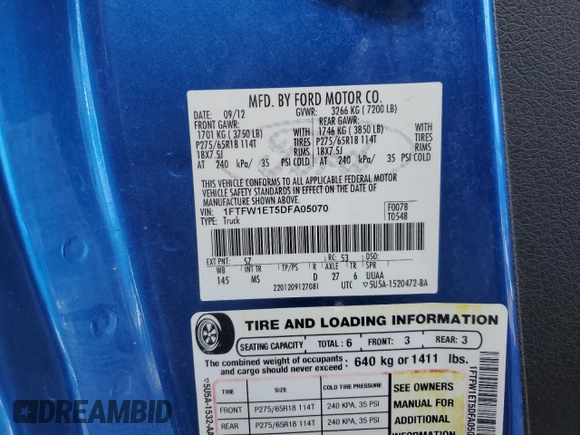 MFD. BY FORD MOTOR CO.
DATE: 09/12 GVWR: 3266 KG ( 7200 LB)
FRONT GAWR: REAR GAWR:
1701 KG ( 3750 LB) WITH 1746 KG ( 3850 LB) WITH
P275/65R18 114T TIRES P275/65R18 114T TIRES
18X7.5J RIMS 18X7.5J RIMS
AT 240 kPa/ 35 PSI COLD AT 240 kPa/ 35 PSI COLD
THIS VEHICLE CONFORMS TO ALL APPLICABLE FEDERAL MOTOR
VEHICLE SAFETY STANDARDS IN EFFECT ON THE DATE OF
MANUFACTURE SHOWN ABOVE.
VIN: 1FTFW1ET5DFA05070 F0078
TYPE: Truck T0548
EXT PNT: SZ RC: 53 DSO:
WB INT TR TP/PS R AXLE TR SPR
145 MS D 27 6 UUAA
2201209127081 UTC ▽5U5A-1520472-BA
TIRE AND LOADING INFORMATION
SEATING CAPACITY TOTAL: 6 FRONT: 3 REAR: 3
The combined weight of occupants
and cargo should never exceed: 640 kg or 1411 lbs.
TIRE SIZE COLD TIRE PRESSURE
FRONT P275/65R18 114T 240 KPA, 35 PSI
REAR P275/65R18 114T 240 KPA, 35 PSI
SEE OWNERS
MANUAL FOR
ADDITIONAL
▽5U5A-1532-AA
1FTFW1ET5DFA050
BIDHISTORY